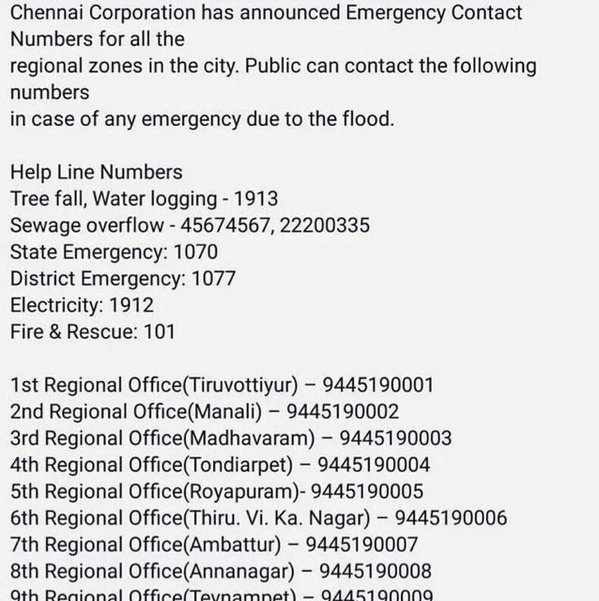 Chennai Corporation has announced Emergency Contact
Numbers for all the
regional zones in the city. Public can contact the following
numbers
in case of any emergency due to the flood.
Help Line Numbers
Tree fall, Water logging - 1913
Sewage overflow - 45674567, 22200335
State Emergency: 1070
District Emergency: 1077
Electricity: 1912
Fire & Rescue: 101
1st Regional Office(Tiruvottiyur) – 9445190001
2nd Regional Office(Manali) – 9445190002
3rd Regional Office(Madhavaram) – 9445190003
4th Regional Office(Tondiarpet) – 9445190004
5th Regional Office(Royapuram)- 9445190005
6th Regional Office(Thiru. Vi. Ka. Nagar) – 9445190006
7th Regional Office(Ambattur) – 9445190007
8th Regional Office(Annanagar) – 9445190008
9th Regional Office(Teynampet) – 9445190009